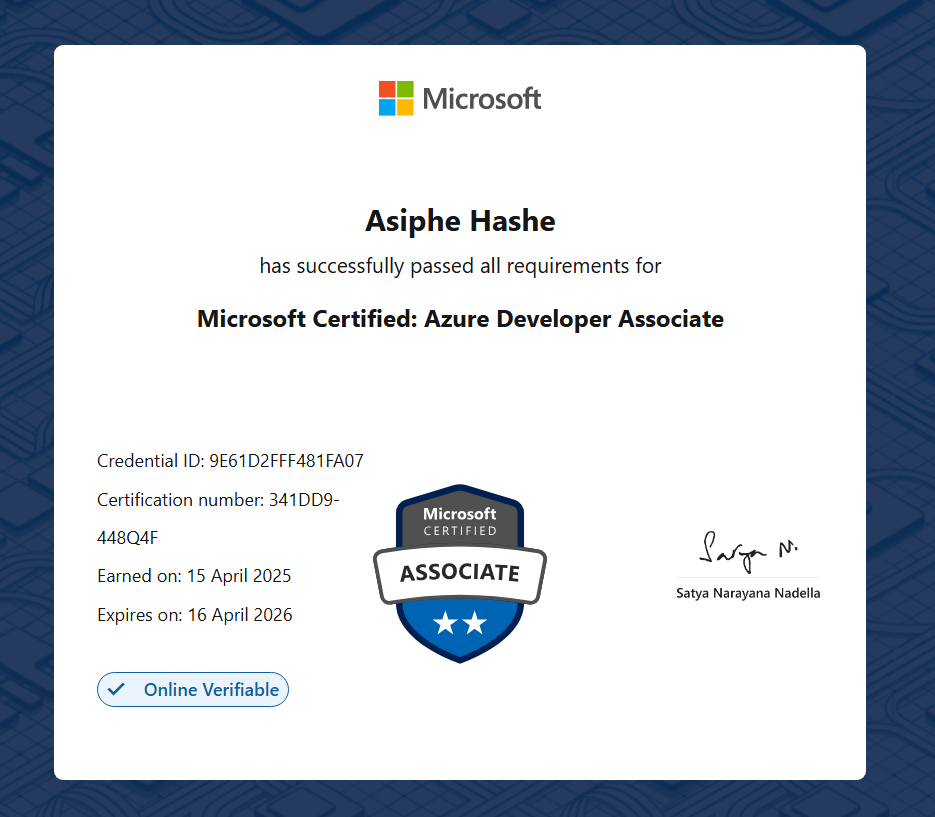 Microsoft
Asiphe Hashe
has successfully passed all requirements for
Microsoft Certified: Azure Developer Associate
Credential ID: 9E61D2FFF481FA07
Certification number: 341DD9-
448Q4F
Earned on: 15 April 2025
Expires on: 16 April 2026
Online Verifiable
Microsoft
CERTIFIED
ASSOCIATE
Satya N.
Satya Narayana Nadella